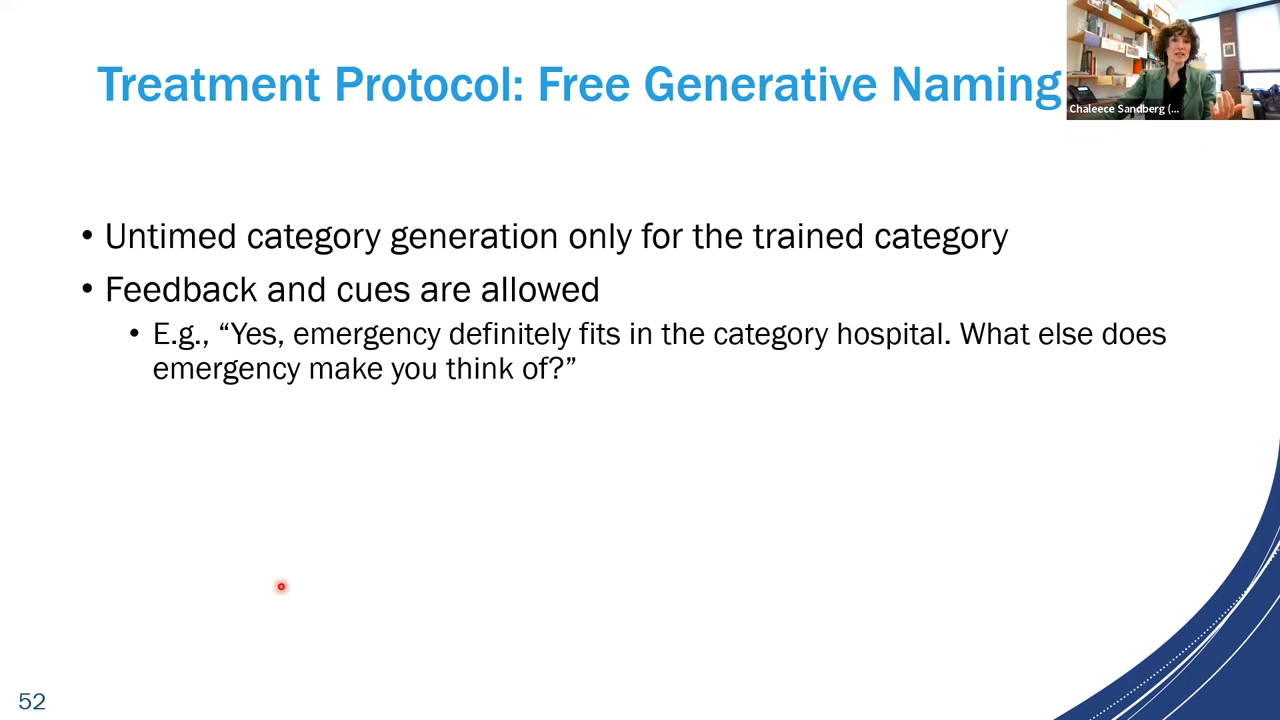 Treatment Protocol: Free Generative Naming
Chaleece Sandberg (...
• Untimed category generation only for the trained category
• Feedback and cues are allowed
• E.g., “Yes, emergency definitely fits in the category hospital. What else does
emergency make you think of?”
52